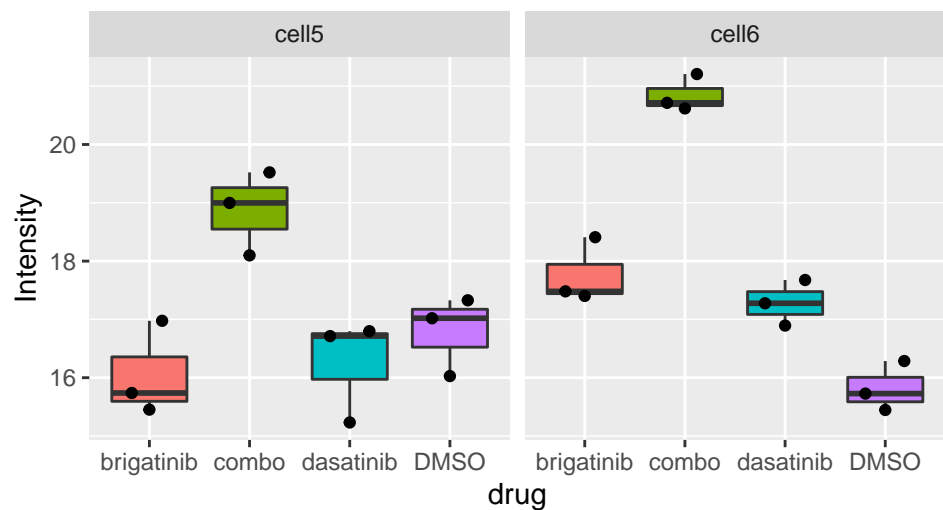 cell5 cell6
Intensity
20
18
16
brigatinib combo dasatinib DMSO brigatinib combo dasatinib DMSO
drug